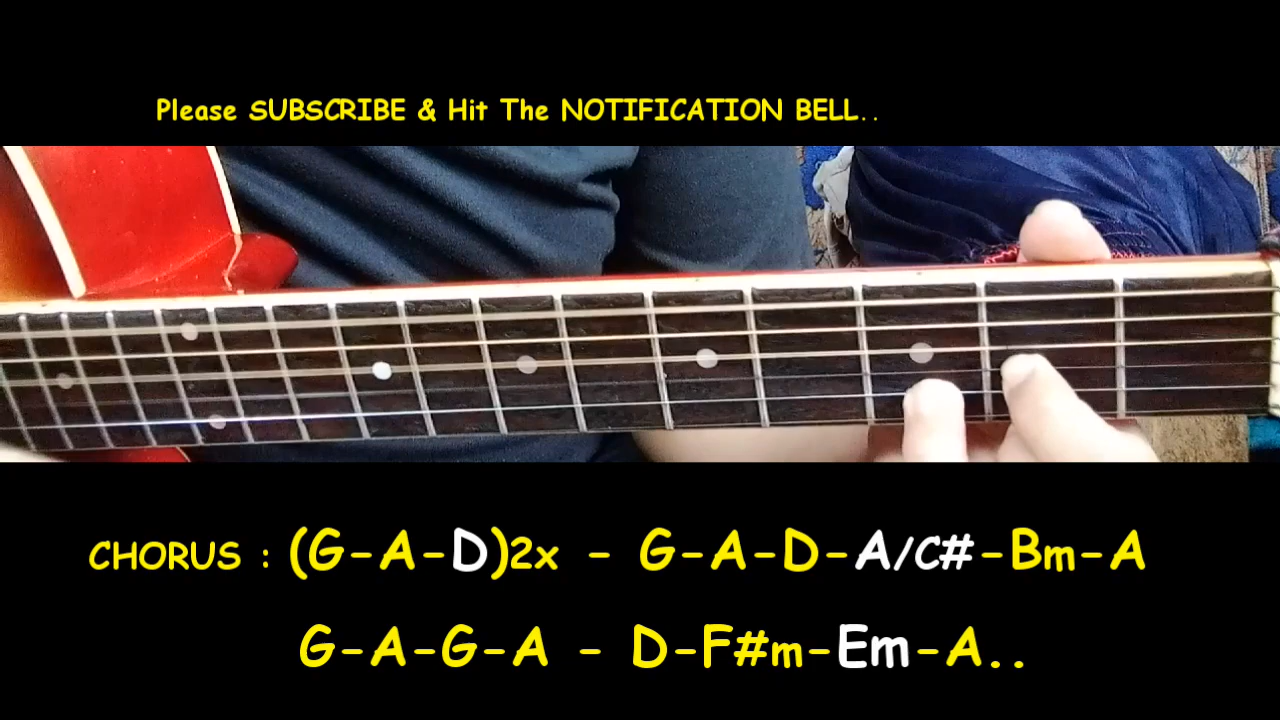 Please SUBSCRIBE & Hit The NOTIFICATION BELL..
CHORUS : (G-A-D)2x - G-A-D-A/C#-Bm-A
G-A-G-A - D-F#m-Em-A..